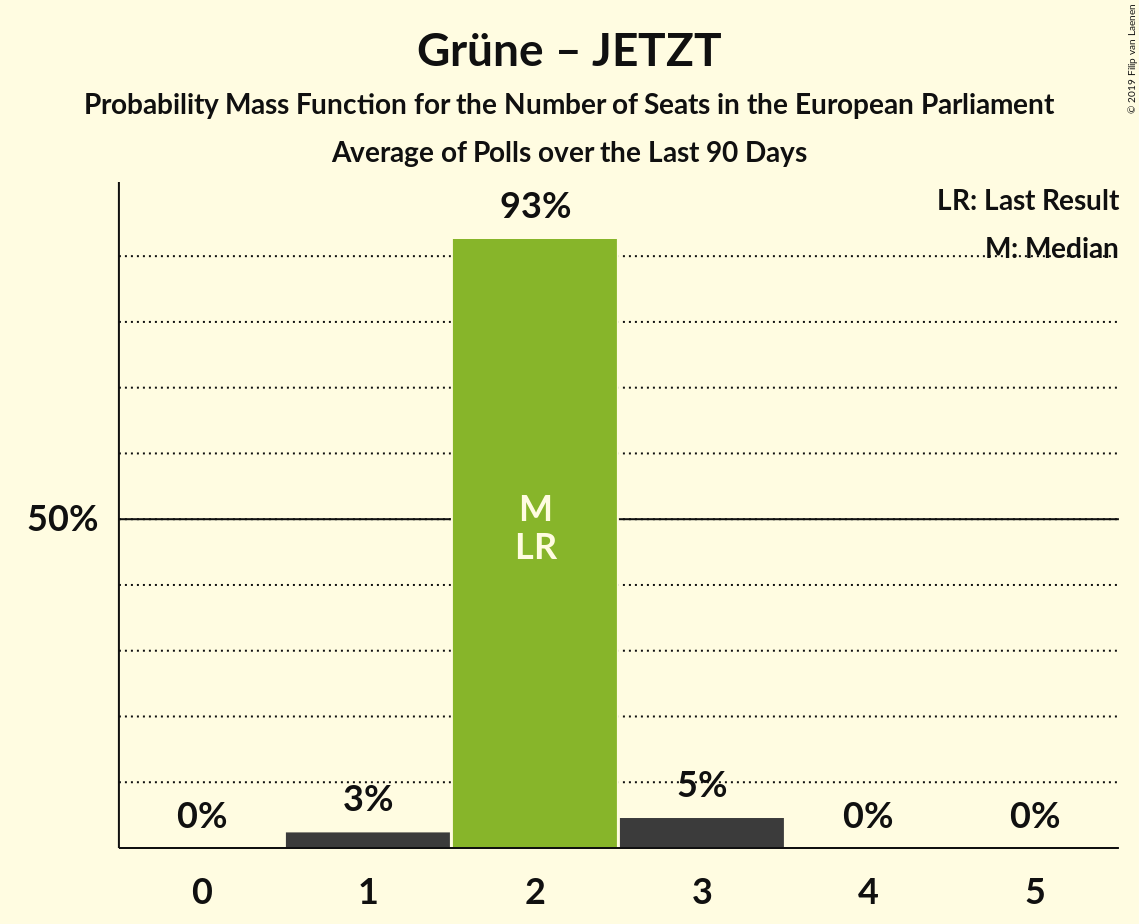 Grüne – JETZT
Probability Mass Function for the Number of Seats in the European Parliament
Average of Polls over the Last 90 Days
© 2019 Filip van Laenen
LR: Last Result
M: Median
93%
50%
M
LR
0%
3%
5%
0%
0%
0
1
2
3
4
5